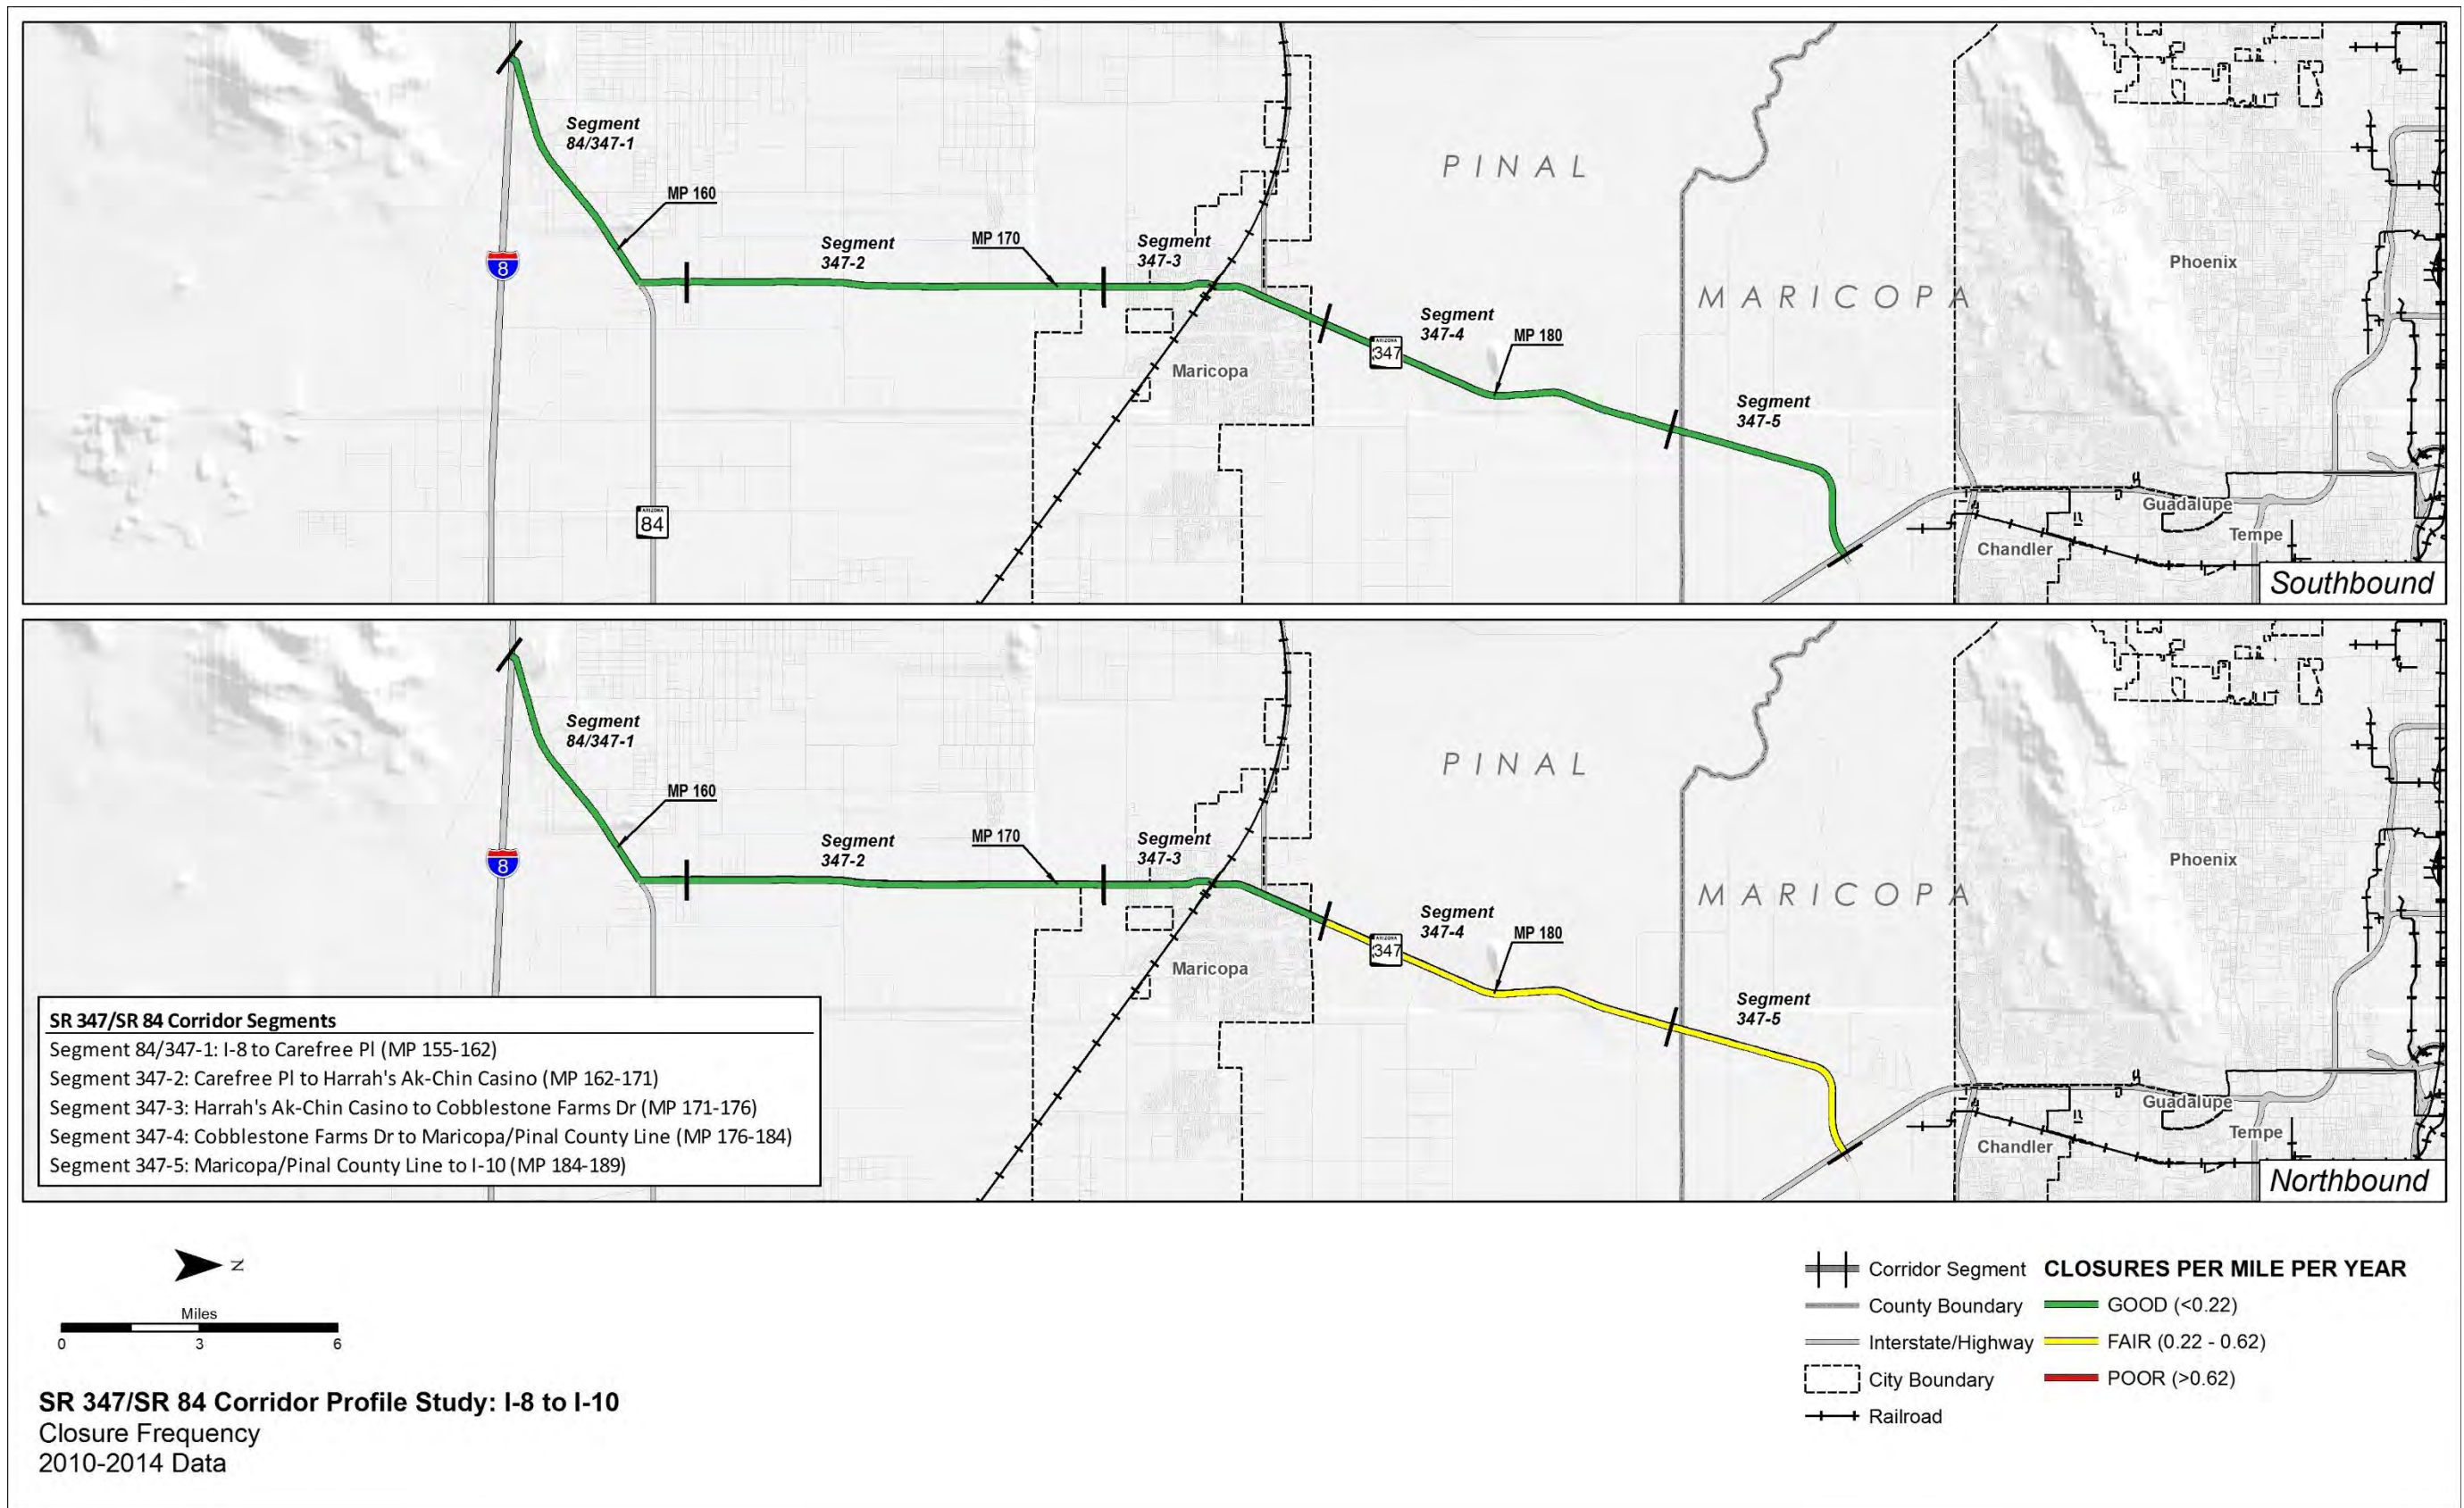 Segment
84/347-1
MP 160
8
Segment
347-2
MP 170
Segment
347-3
PINAL
MARICOPA
Phoenix
Segment
347-4
ARIZONA
347
MP 180
Maricopa
Segment
347-5
ARIZONA
84
Guadalupe
Tempe
Chandler
Southbound
Segment
84/347-1
MP 160
8
Segment
347-2
MP 170
Segment
347-3
PINAL
MARICOPA
Phoenix
Segment
347-4
ARIZONA
347
MP 180
Maricopa
Segment
347-5
Guadalupe
Tempe
Chandler
Northbound
SR 347/SR 84 Corridor Segments
Segment 84/347-1: I-8 to Carefree Pl (MP 155-162)
Segment 347-2: Carefree Pl to Harrah's Ak-Chin Casino (MP 162-171)
Segment 347-3: Harrah's Ak-Chin Casino to Cobblestone Farms Dr (MP 171-176)
Segment 347-4: Cobblestone Farms Dr to Maricopa/Pinal County Line (MP 176-184)
Segment 347-5: Maricopa/Pinal County Line to I-10 (MP 184-189)
N
Miles
0 3 6
SR 347/SR 84 Corridor Profile Study: I-8 to I-10
Closure Frequency
2010-2014 Data
Corridor Segment
County Boundary
Interstate/Highway
City Boundary
Railroad
CLOSURES PER MILE PER YEAR
GOOD (<0.22)
FAIR (0.22 - 0.62)
POOR (>0.62)